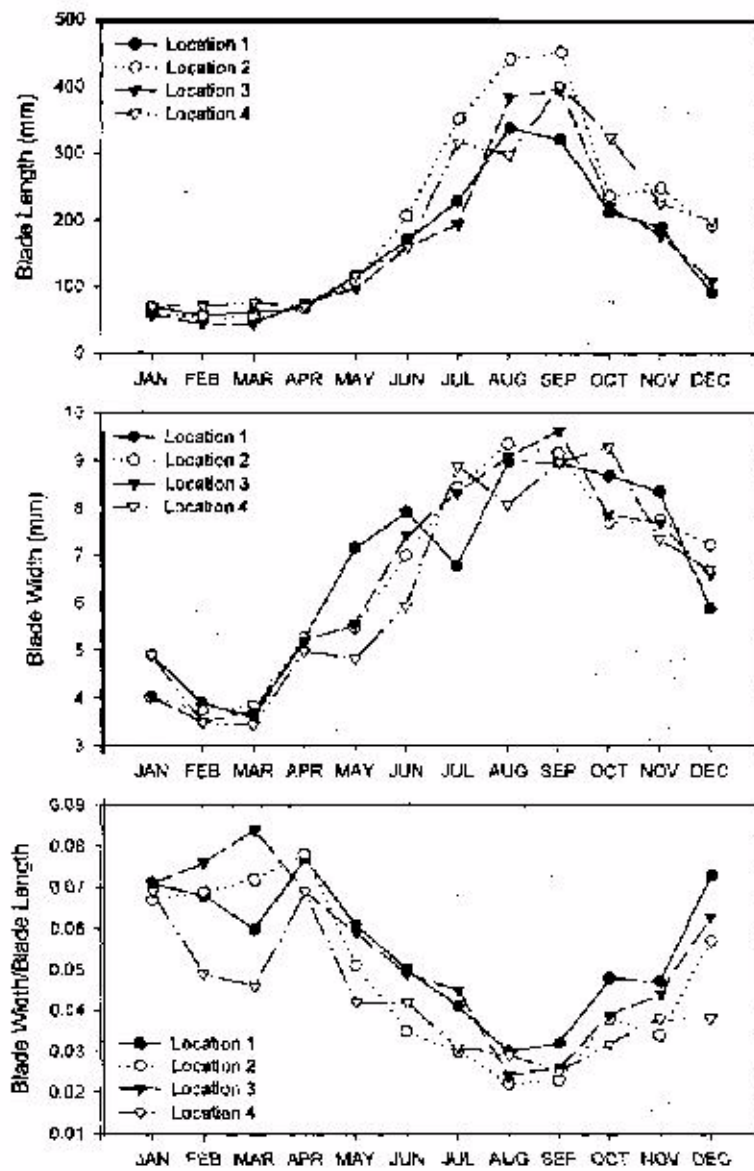 500
400
300
200
100
0
Blade Length (mm)
Location 1
Location 2
Location 3
Location 4
JAN FEB MAR APR MAY JUN JUL AUG SEP OCT NOV DEC
10
9
8
7
6
5
4
3
Blade Width (mm)
Location 1
Location 2
Location 3
Location 4
JAN FEB MAR APR MAY JUN JUL AUG SEP OCT NOV DEC
0.09
0.08
0.07
0.06
0.05
0.04
0.03
0.02
0.01
Blade Width/Blade Length
Location 1
Location 2
Location 3
Location 4
JAN FEB MAR APR MAY JUN JUL AUG SEP OCT NOV DEC